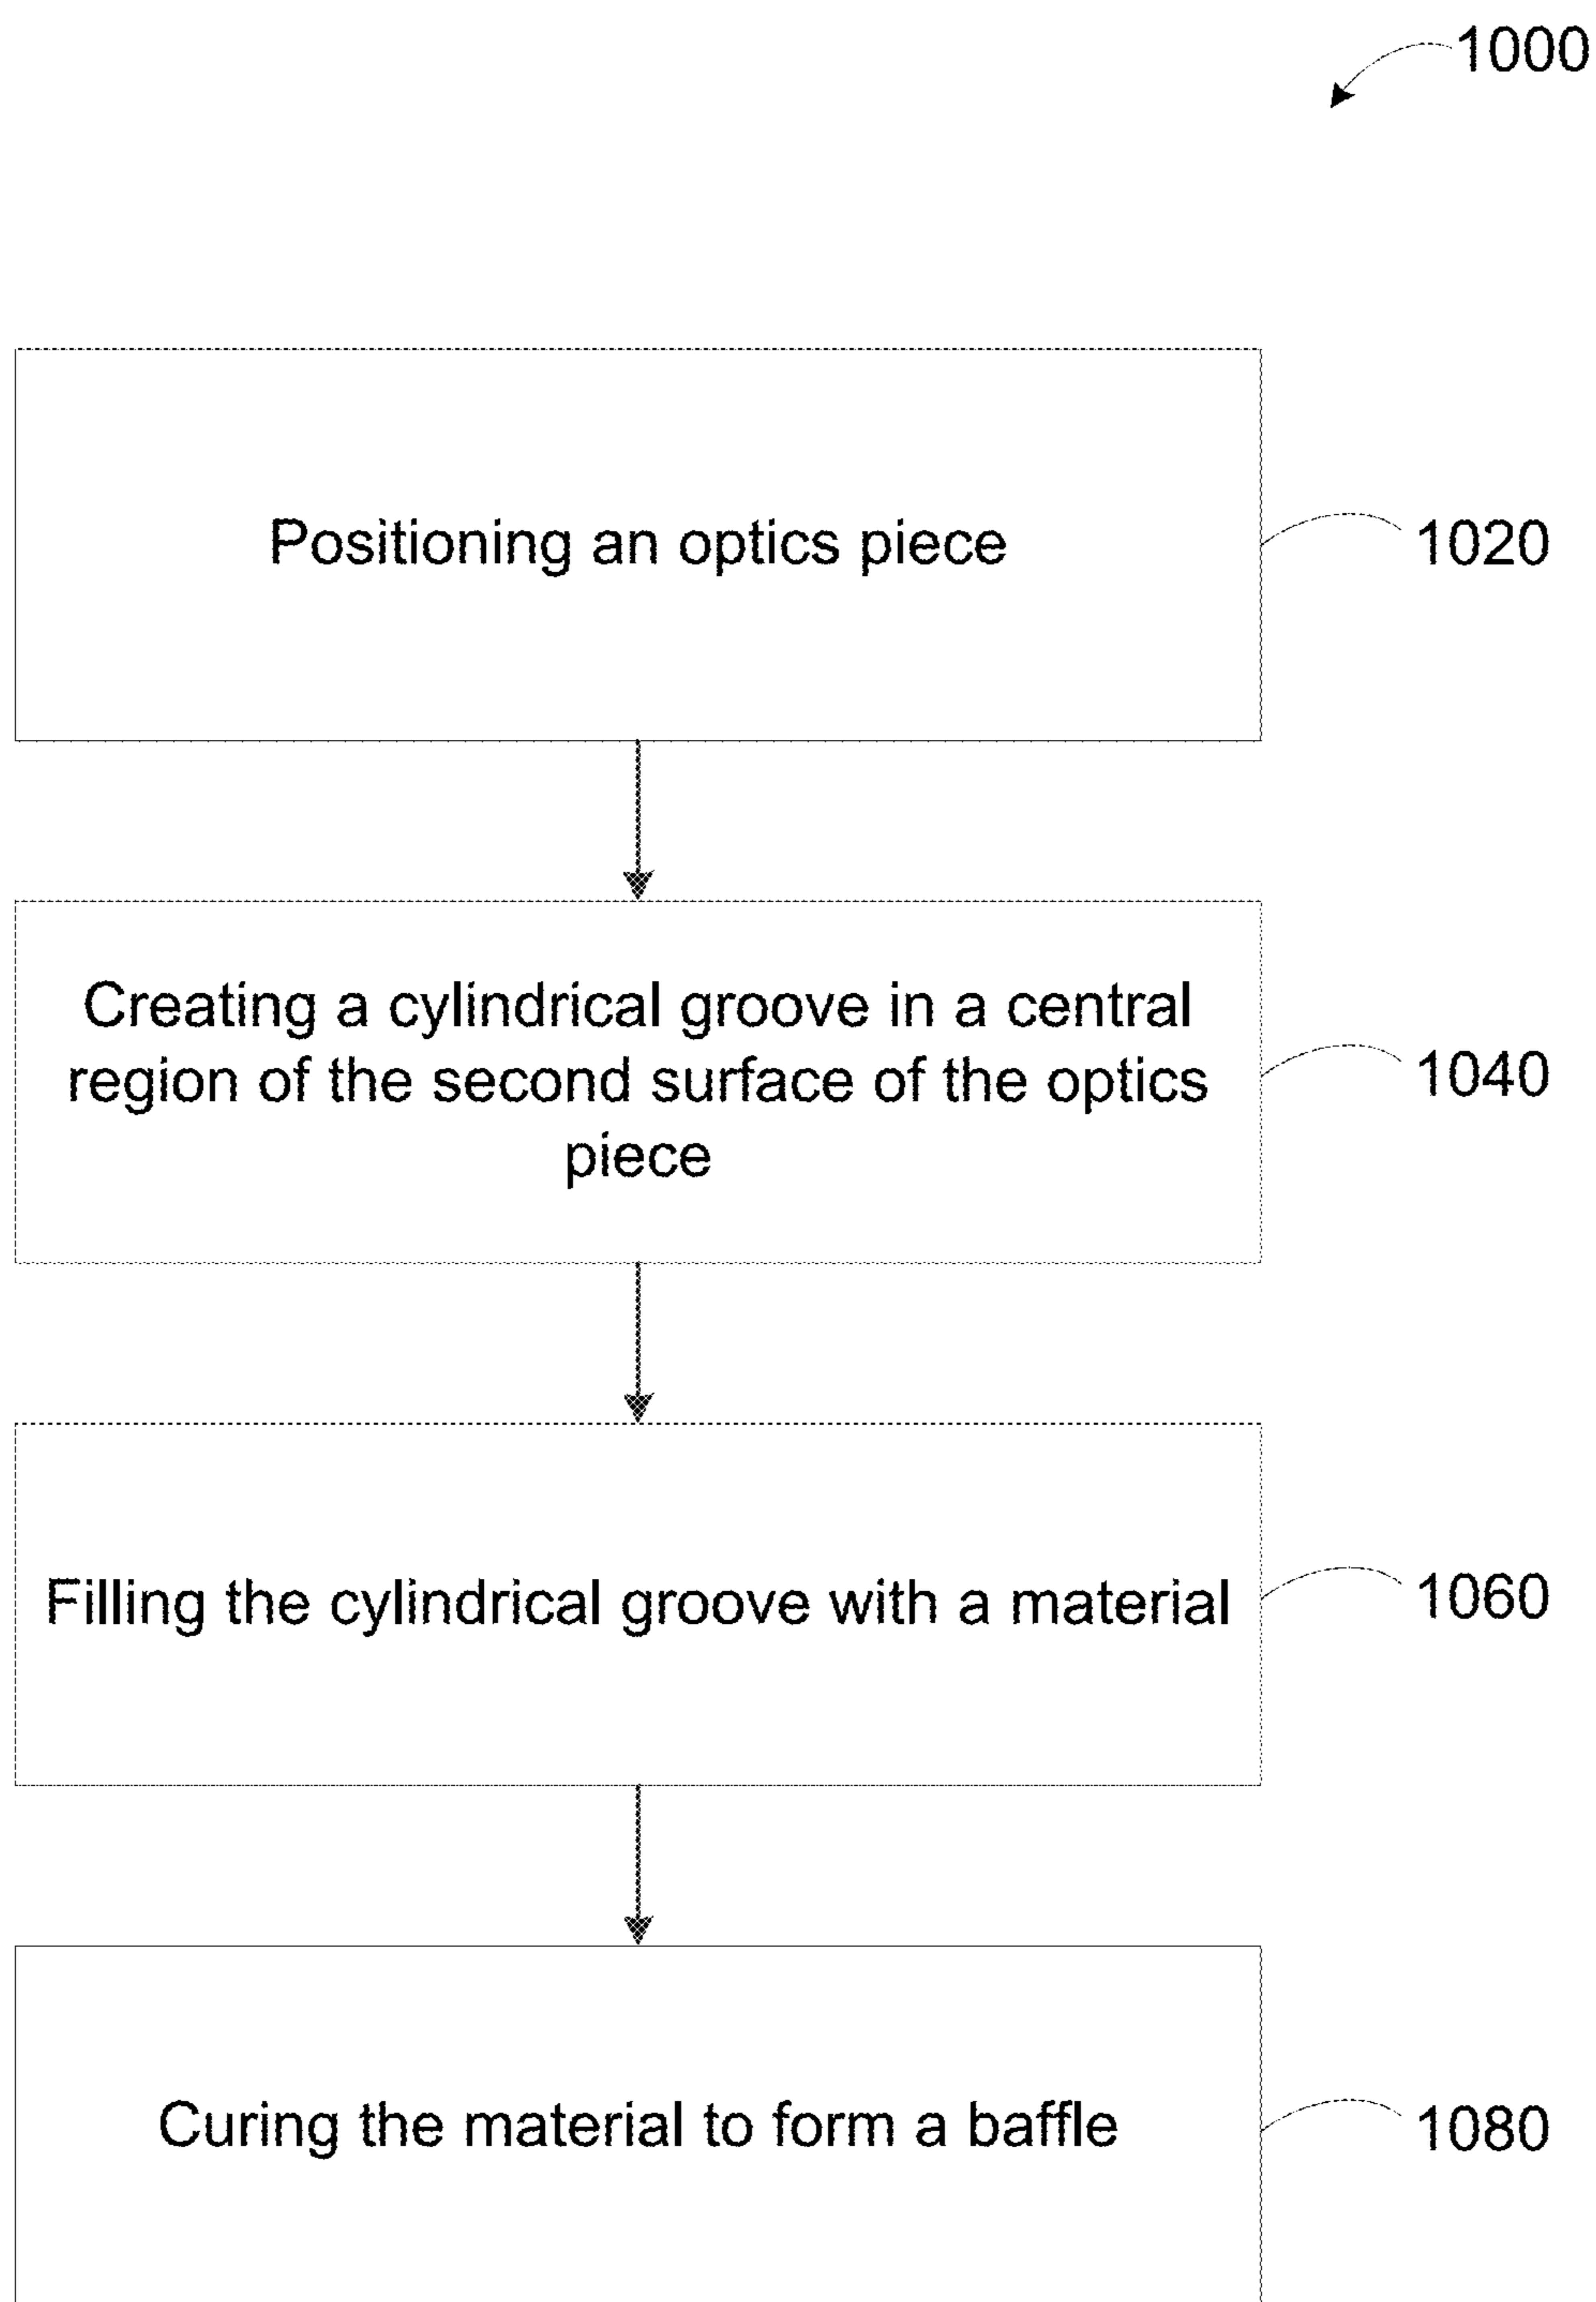 1000
Positioning an optics piece
1020
Creating a cylindrical groove in a central
region of the second surface of the optics
piece
1040
Filling the cylindrical groove with a material
1060
Curing the material to form a baffle
1080